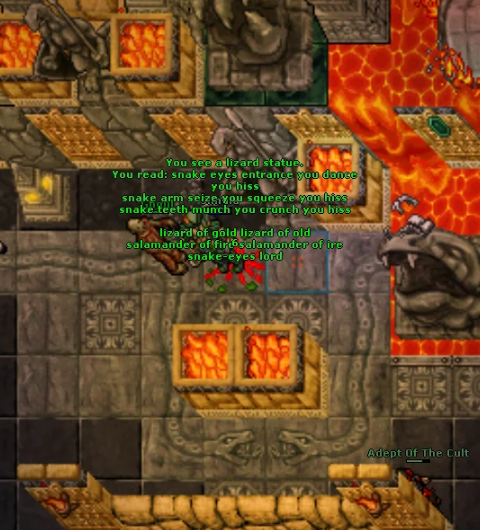 You see a lizard statue.
You read: snake eyes entrance you dance
you hiss
snake arm seize you squeeze you hiss
snake teeth munch you crunch you hiss
lizard of gold lizard of old
salamander of fire salamander of ire
snake-eyes lord
Adept Of The Cult